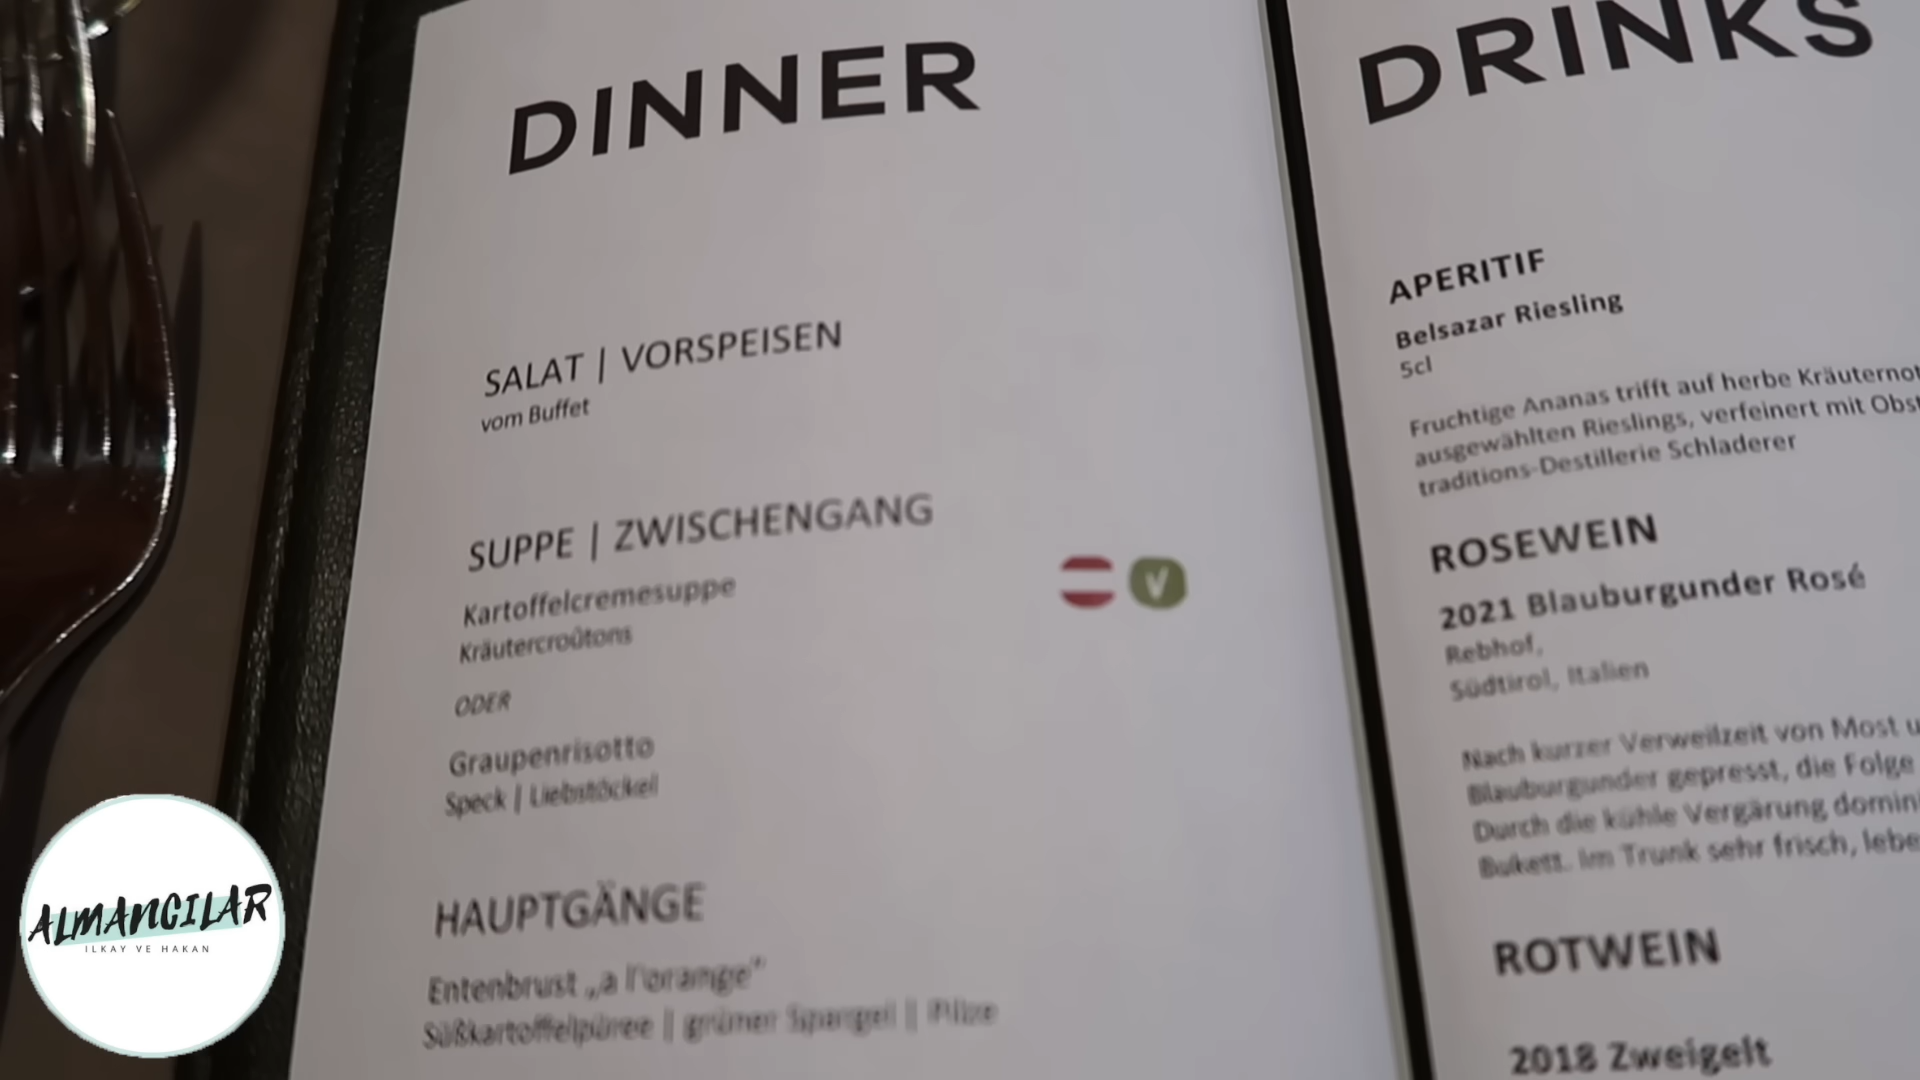 DINNER
SALAT | VORSPEISEN
vom Buffet
SUPPE | ZWISCHENGANG
Kartoffelcremesuppe
Kräutercroûtons
V
ODER
Graupenrisotto
Speck | Liebstöckel
HAUPTGÄNGE
Entenbrust „a l'orange"
Süßkartoffelpüree | grüner Spargel | Pilze
DRINKS
APERITIF
Belsazar Riesling
5cl
Fruchtige Ananas trifft auf herbe Kräuternot
ausgewählten Rieslings, verfeinert mit Obst
traditions-Destillerie Schladerer
ROSEWEIN
2021 Blauburgunder Rosé
Rebhof,
Südtirol, Italien
Nach kurzer Verweilzeit von Most u
Blauburgunder gepresst, die Folge
Durch die kühle Vergärung domini
Bukett. Im Trunk sehr frisch, lebe
ROTWEIN
2018 Zweigelt
ALMANCILAR
ILKAY VE HAKAN